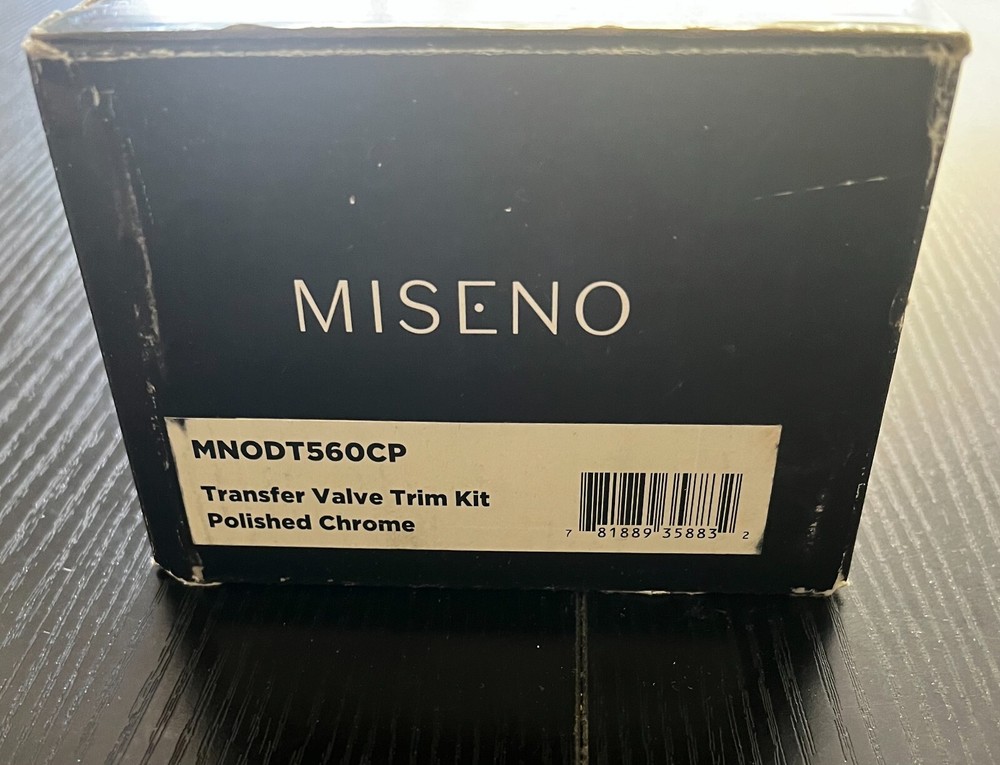 MISENO
MNODT560CP
Transfer Valve Trim Kit
Polished Chrome
7 81889 35883 2